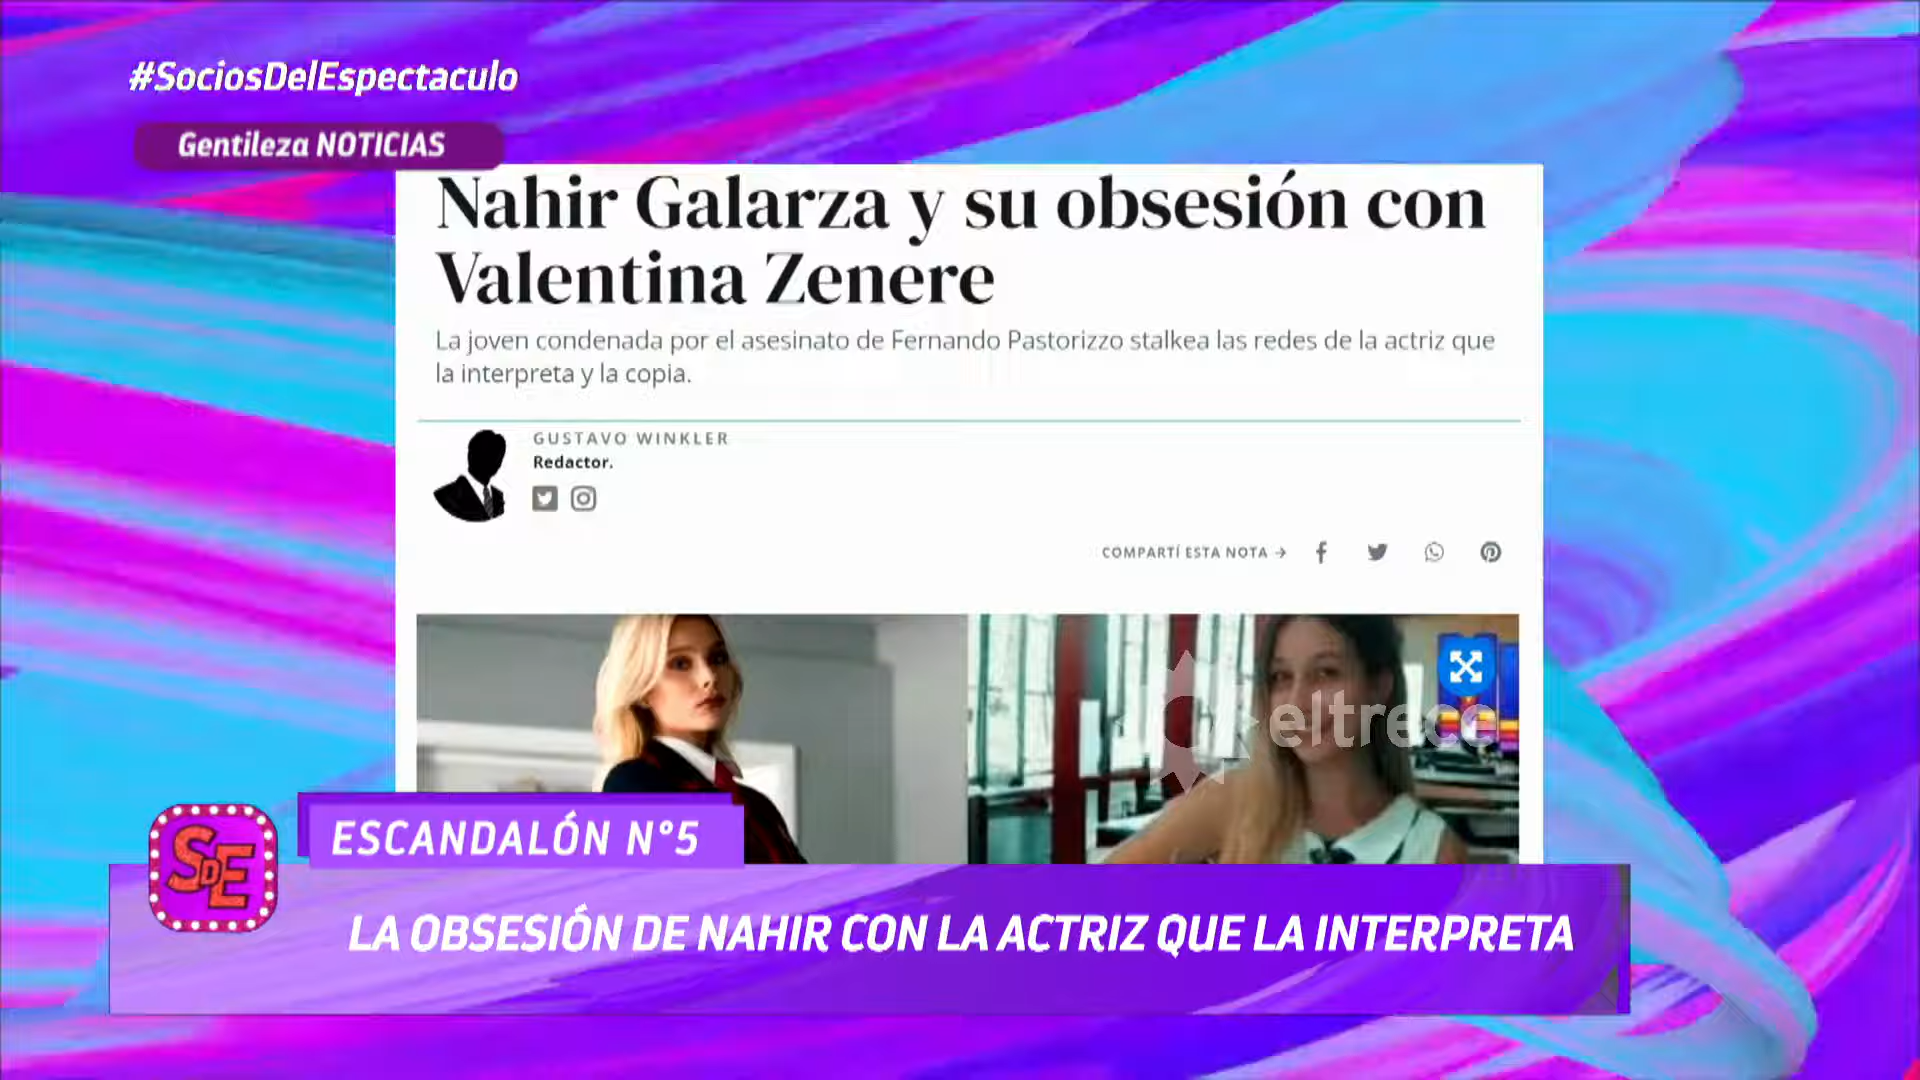 #SociosDelEspectaculo
Gentileza NOTICIAS
Nahir Galarza y su obsesión con
Valentina Zenere
La joven condenada por el asesinato de Fernando Pastorizzo stalkea las redes de la actriz que
la interpreta y la copia.
GUSTAVO WINKLER
Redactor.
COMPARTÍ ESTA NOTA →
eltrece
ESCANDALÓN N°5
SDE
LA OBSESIÓN DE NAHIR CON LA ACTRIZ QUE LA INTERPRETA